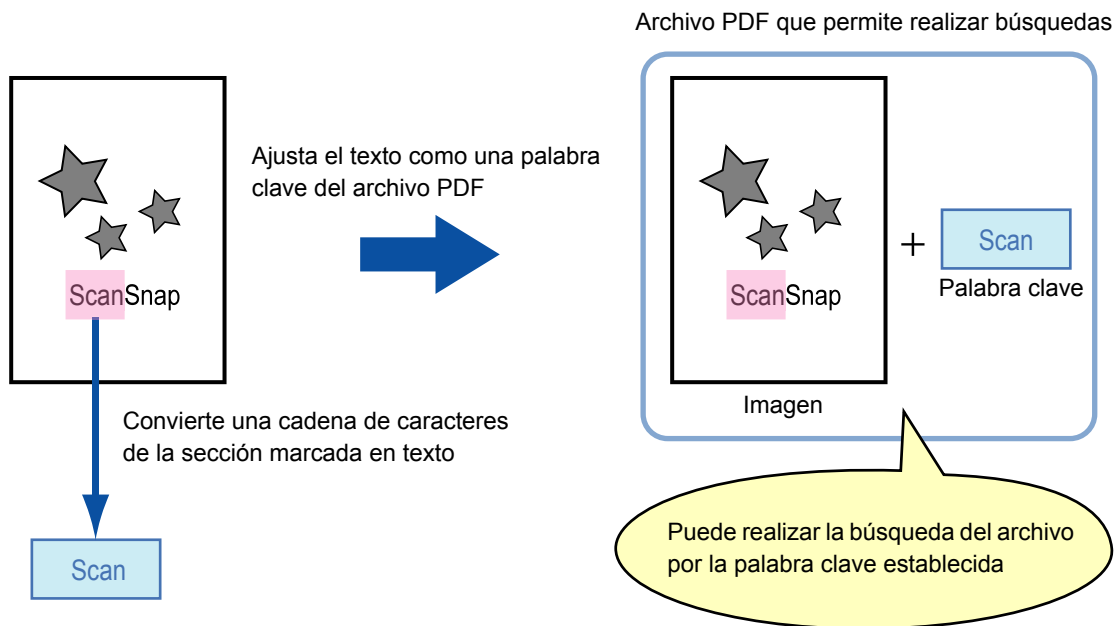 Archivo PDF que permite realizar búsquedas
Ajusta el texto como una palabra
clave del archivo PDF
ScanSnap
Convierte una cadena de caracteres
de la sección marcada en texto
Scan
ScanSnap
Imagen
+
Scan
Palabra clave
Puede realizar la búsqueda del archivo
por la palabra clave establecida